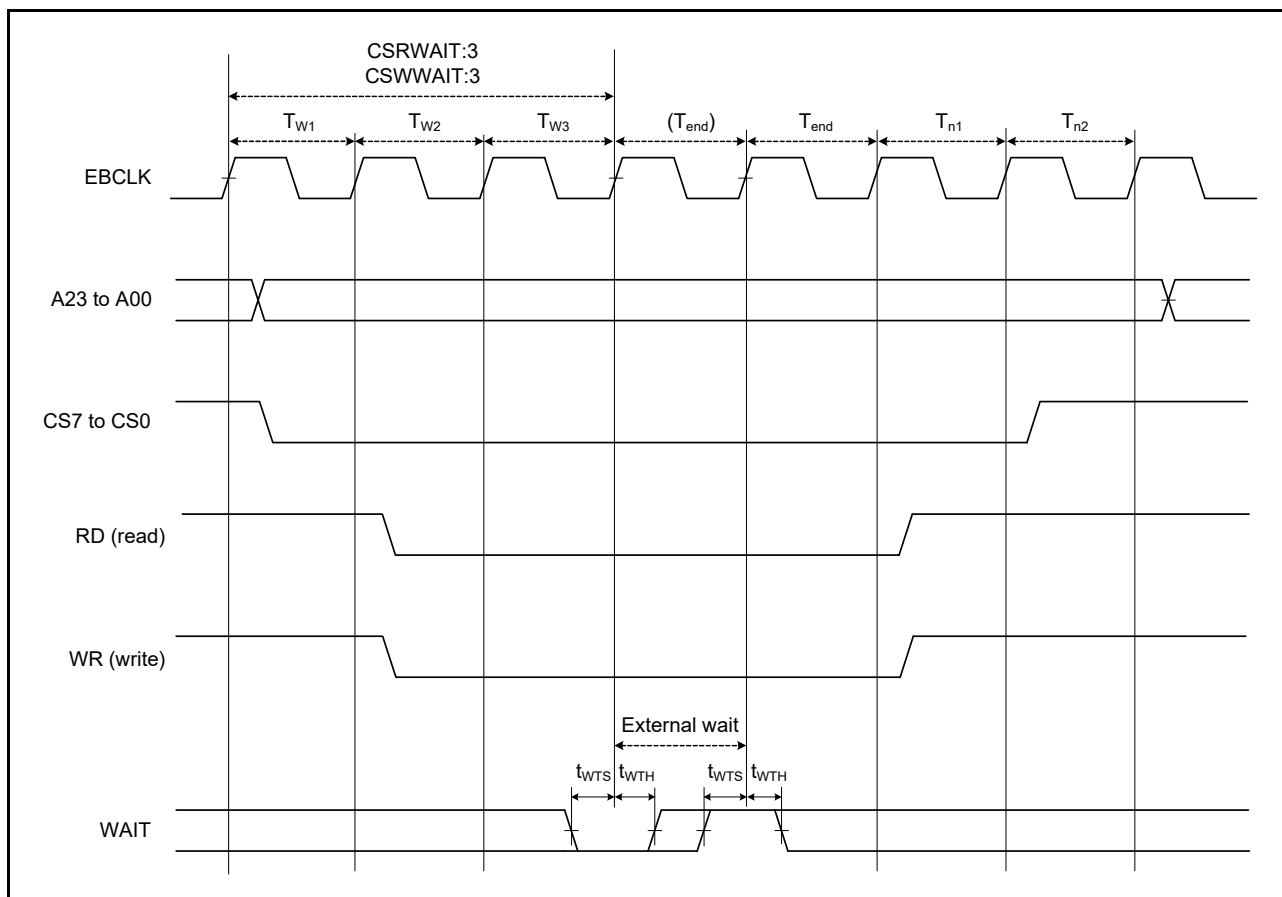 CSRWAIT:3
CSWWAIT:3
TW1 TW2 TW3 (Tend) Tend Tn1 Tn2
EBCLK
A23 to A00
CS7 to CS0
RD (read)
WR (write)
External wait
tWTS tWTH tWTS tWTH
WAIT